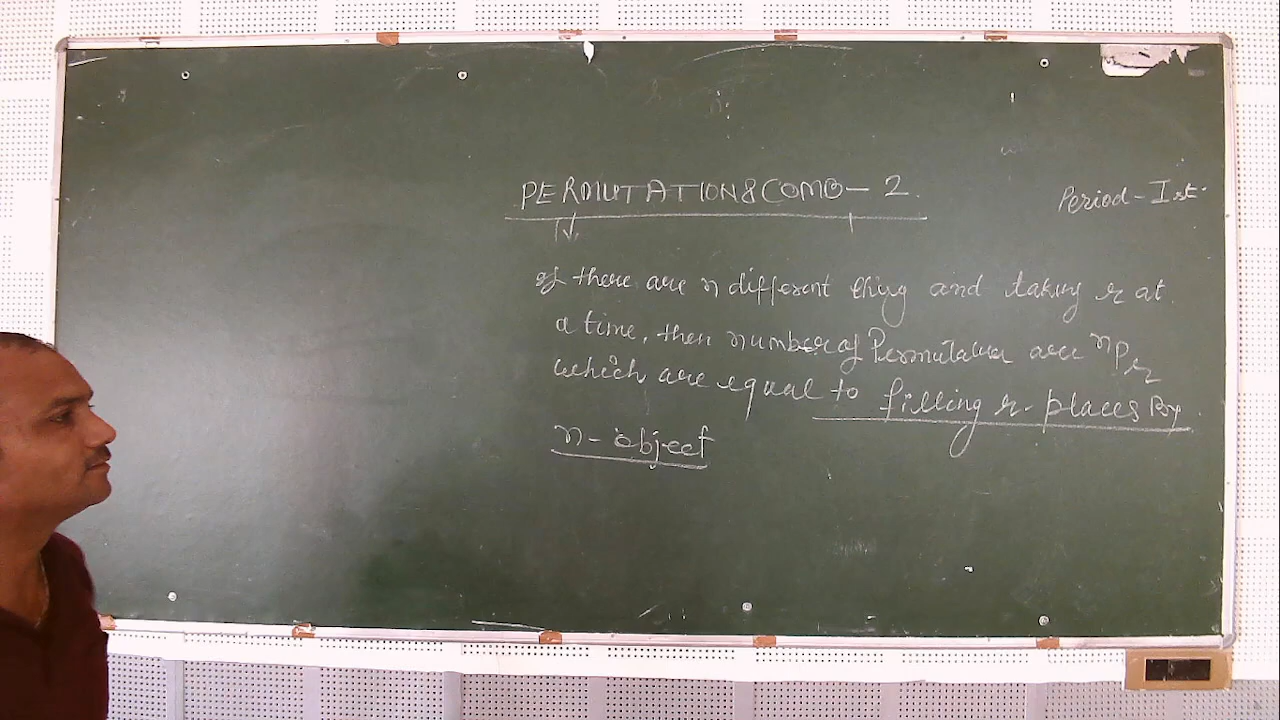 PERMUTATION&COMB-2.
Period-Ist.
If there are n different thing and taking r at
a time, then number of Permutation are nPr
which are equal to filling r-places By
n-object